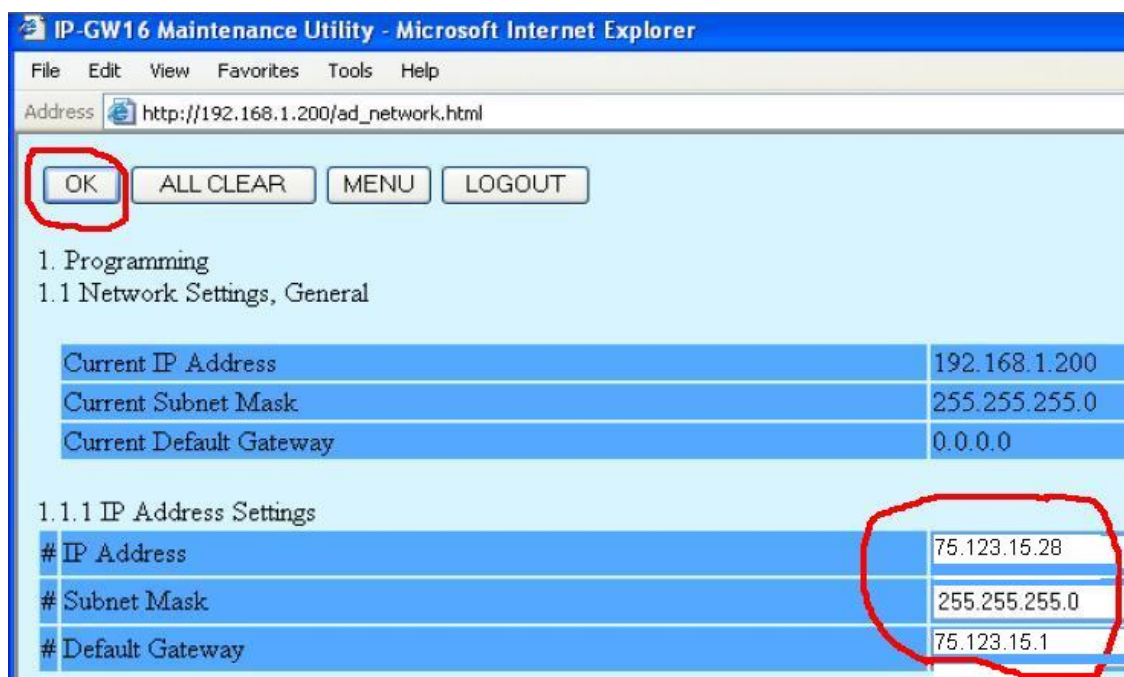 IP-GW16 Maintenance Utility - Microsoft Internet Explorer
File Edit View Favorites Tools Help
Address http://192.168.1.200/ad_network.html
OK ALL CLEAR MENU LOGOUT
1. Programming
1.1 Network Settings, General
Current IP Address 192.168.1.200
Current Subnet Mask 255.255.255.0
Current Default Gateway 0.0.0.0
1.1.1 IP Address Settings
# IP Address 75.123.15.28
# Subnet Mask 255.255.255.0
# Default Gateway 75.123.15.1